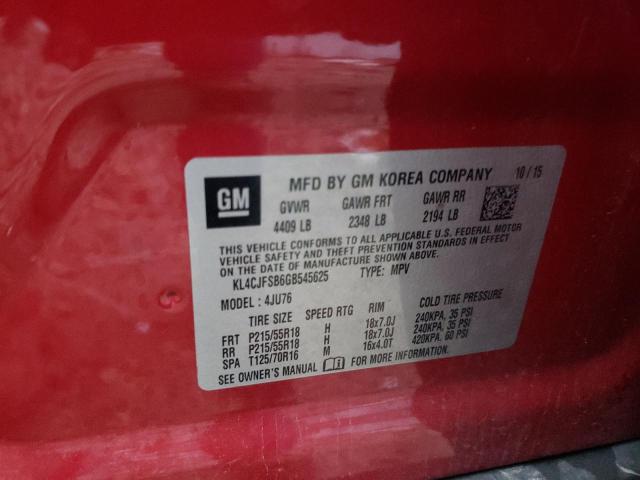 GM MFD BY GM KOREA COMPANY 10 / 15
GVWR GAWR FRT GAWR RR
4409 LB 2348 LB 2194 LB
THIS VEHICLE CONFORMS TO ALL APPLICABLE U.S. FEDERAL MOTOR
VEHICLE SAFETY AND THEFT PREVENTION STANDARDS IN EFFECT ON
THE DATE OF MANUFACTURE SHOWN ABOVE.
KL4CJFSB6GB545625 TYPE: MPV
MODEL : 4JU76
TIRE SIZE SPEED RTG RIM COLD TIRE PRESSURE
FRT P215/55R18 H 18x7.0J 240KPA, 35 PSI
RR P215/55R18 H 18x7.0J 240KPA, 35 PSI
SPA T125/70R16 M 16x4.0T 420KPA, 60 PSI
SEE OWNER'S MANUAL FOR MORE INFORMATION